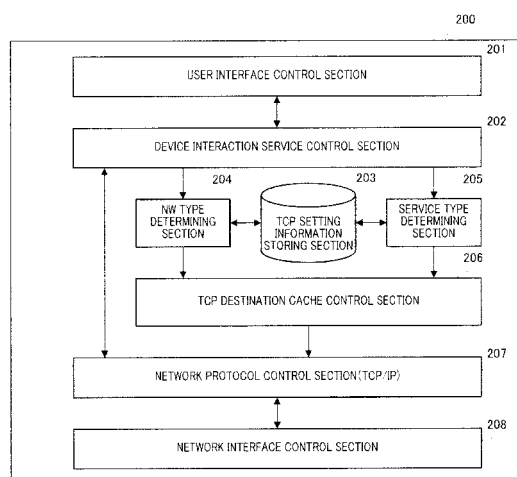 200
201
USER INTERFACE CONTROL SECTION
202
DEVICE INTERACTION SERVICE CONTROL SECTION
204
203
205
NW TYPE
DETERMINING
SECTION
TCP SETTING
INFORMATION
STORING SECTION
SERVICE TYPE
DETERMINING
SECTION
206
TCP DESTINATION CACHE CONTROL SECTION
207
NETWORK PROTOCOL CONTROL SECTION(TCP/IP)
208
NETWORK INTERFACE CONTROL SECTION